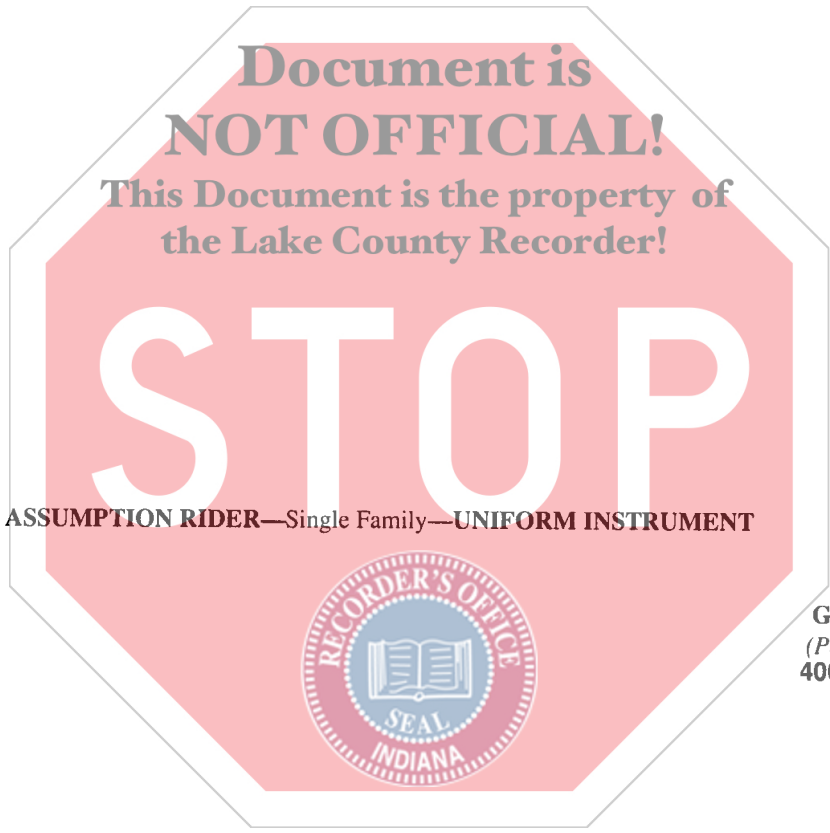 Document is
NOT OFFICIAL!
This Document is the property of
the Lake County Recorder!
STOP
ASSUMPTION RIDER—Single Family—UNIFORM INSTRUMENT
RECORDER'S OFFICE
SEAL
INDIANA
G
(P
400